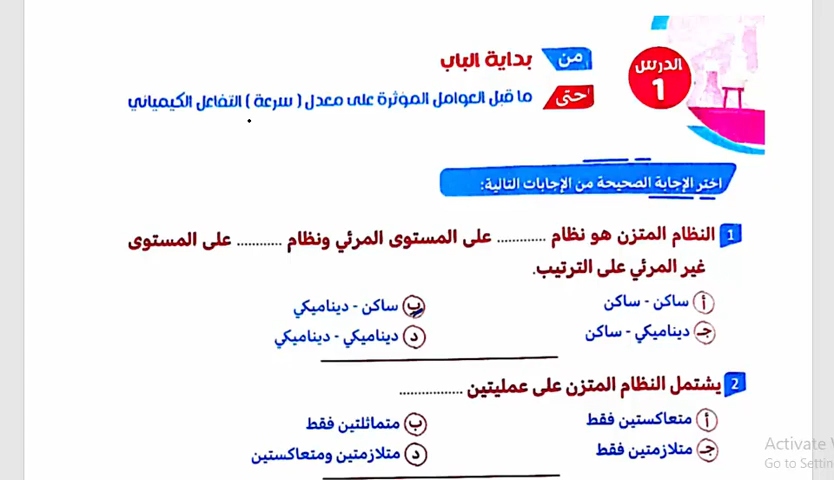 الدرس
1
من بداية الباب
حتى ما قبل العوامل المؤثرة على معدل ( سرعة ) التفاعل الكيميائي
اختر الإجابة الصحيحة من الإجابات التالية:
1 النظام المتزن هو نظام ............ على المستوى المرئي ونظام ........... على المستوى
غير المرئي على الترتيب.
أ ساكن - ساكن ب ساكن - ديناميكي
جـ ديناميكي - ساكن د ديناميكي - ديناميكي
2 يشتمل النظام المتزن على عمليتين ................
أ متعاكستين فقط ب متماثلتين فقط
جـ متلازمتين فقط د متلازمتين ومتعاكستين
Activate
Go to Settin